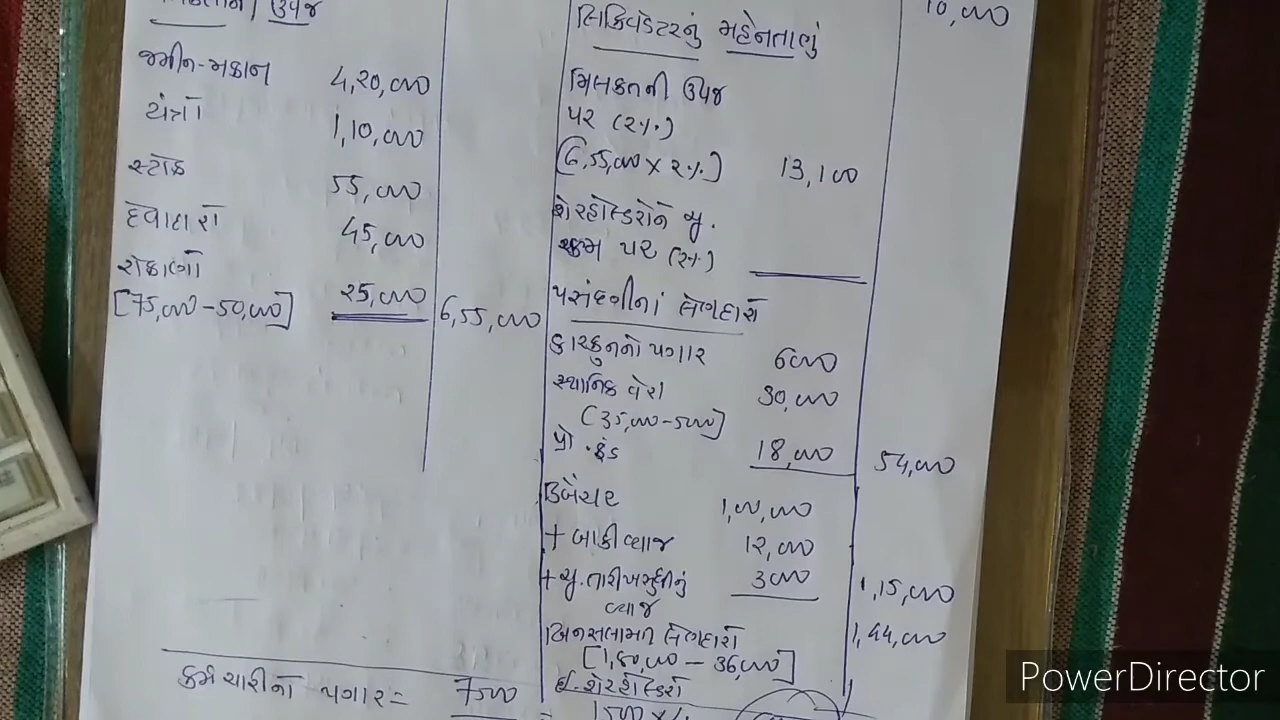 ઉપજ
જમીન-મકાન 4,20,000
યંત્રો 1,10,000
સ્ટોક 55,000
દેવાદારો 45,000
રોકાણો
[75,000-50,000] 25,000 6,55,000
કર્મચારીનો પગાર = 7500
લિક્વિડેટરનું મહેનતાણું 10,000
મિલકતની ઉપજ
પર (2%)
(6,55,000 x 2%] 13,100
શેરહોલ્ડરોને ચૂ.
રકમ પર (2%)
પસંદગીનાં લેણદારો
કારકુનનો પગાર 6000
સ્થાનિક વેરા 30,000
[35,000-5000]
પ્રો.ફંડ 18,000 54,000
ડિબેંચર 1,00,000
+ બાકી વ્યાજ 12,000
+ ચૂ.તારીખસુધીનું 3000 1,15,000
વ્યાજ
બિનસલામત લેણદારો 1,44,000
[1,80,000 - 36,000]
ઈ.શેરહોલ્ડરો
PowerDirector